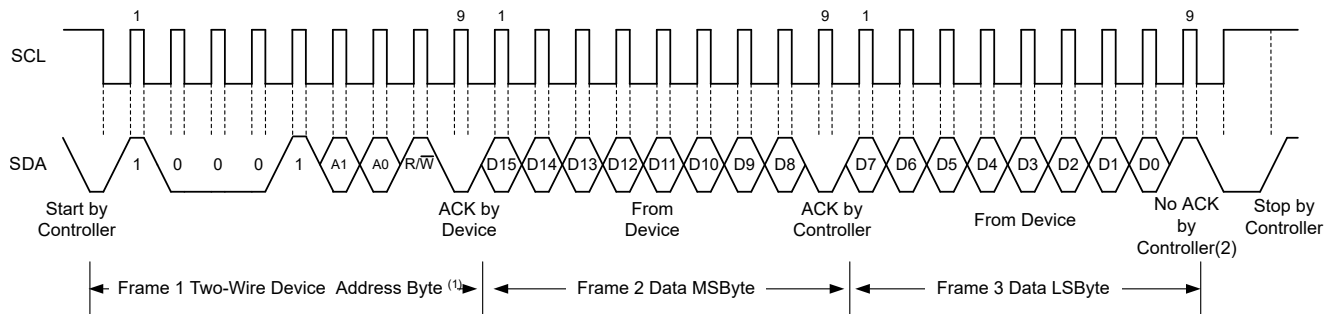 1 9 1 9 1 9
SCL
SDA 1 0 0 0 1 A1 A0 R/W̅ D15 D14 D13 D12 D11 D10 D9 D8 D7 D6 D5 D4 D3 D2 D1 D0
Start by
Controller
ACK by
Device
From
Device
ACK by
Controller
From Device
No ACK
by
Controller(2)
Stop by
Controller
Frame 1 Two-Wire Device Address Byte (1)
Frame 2 Data MSByte
Frame 3 Data LSByte